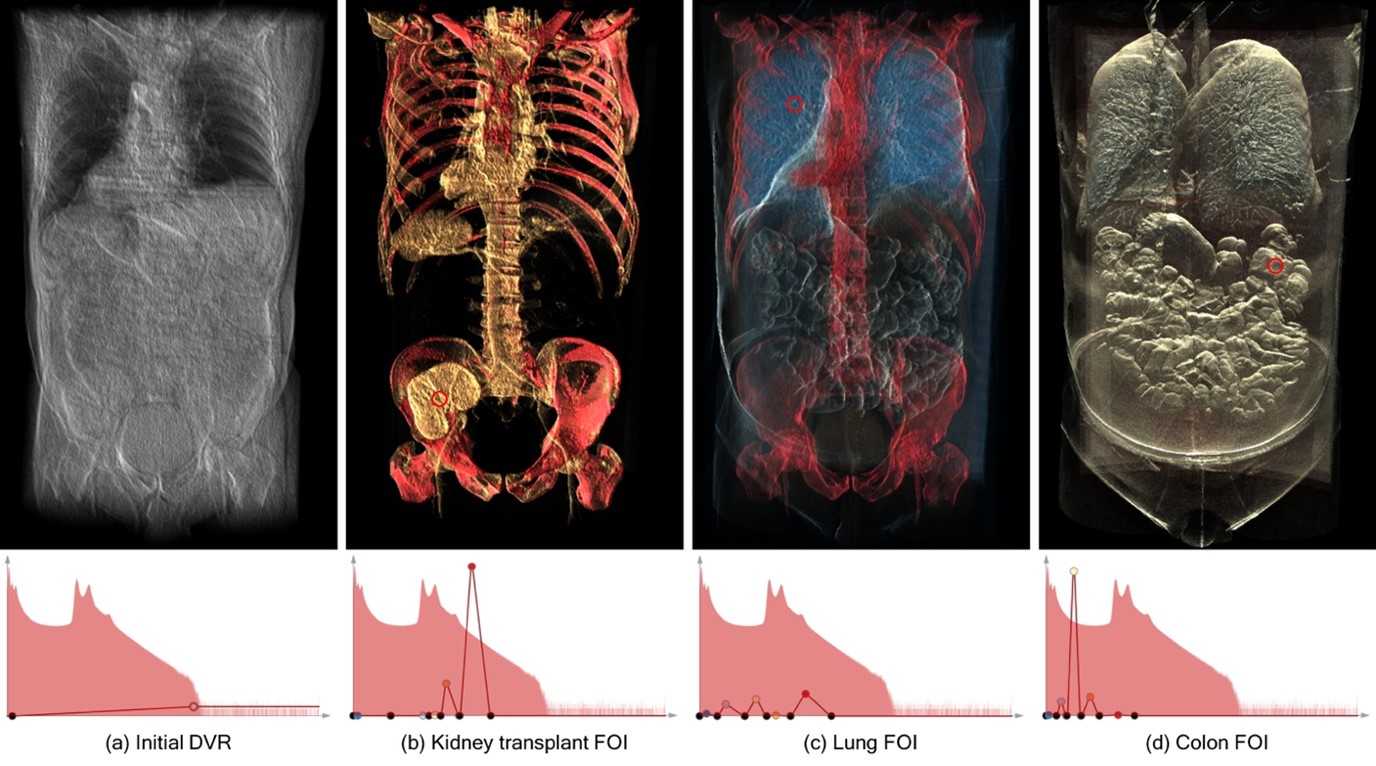 (a) Initial DVR
(b) Kidney transplant FOI
(c) Lung FOI
(d) Colon FOI